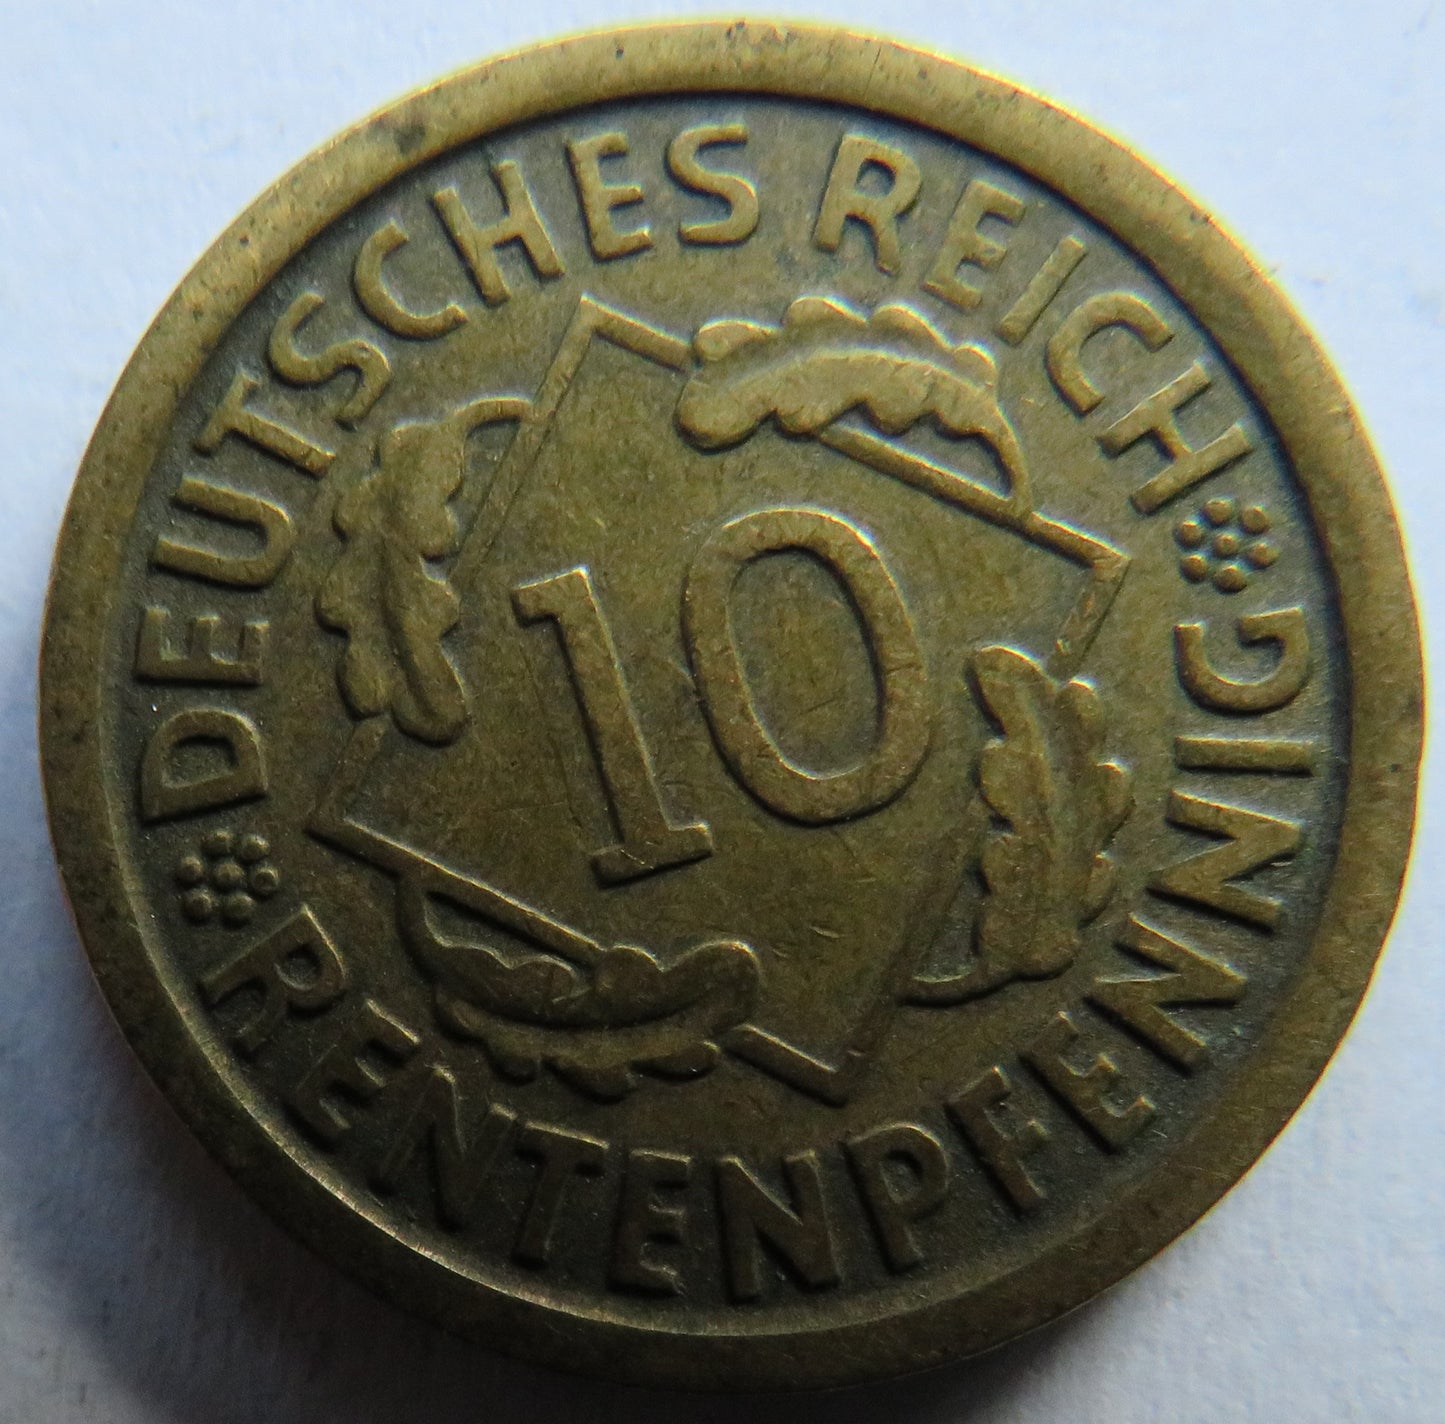 DEUTSCHES REICH
10
RENTENPFENNIG